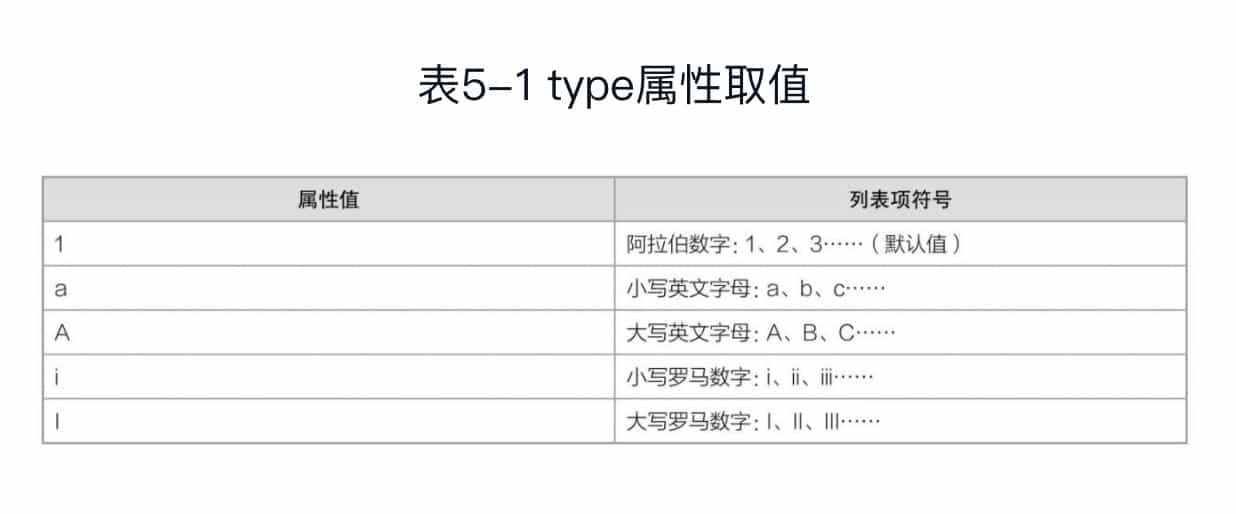 表5-1 type属性取值
属性值 列表项符号
1 阿拉伯数字: 1、2、3……（默认值）
a 小写英文字母: a、b、c……
A 大写英文字母: A、B、C……
i 小写罗马数字: i、ii、iii……
I 大写罗马数字: I、II、III……